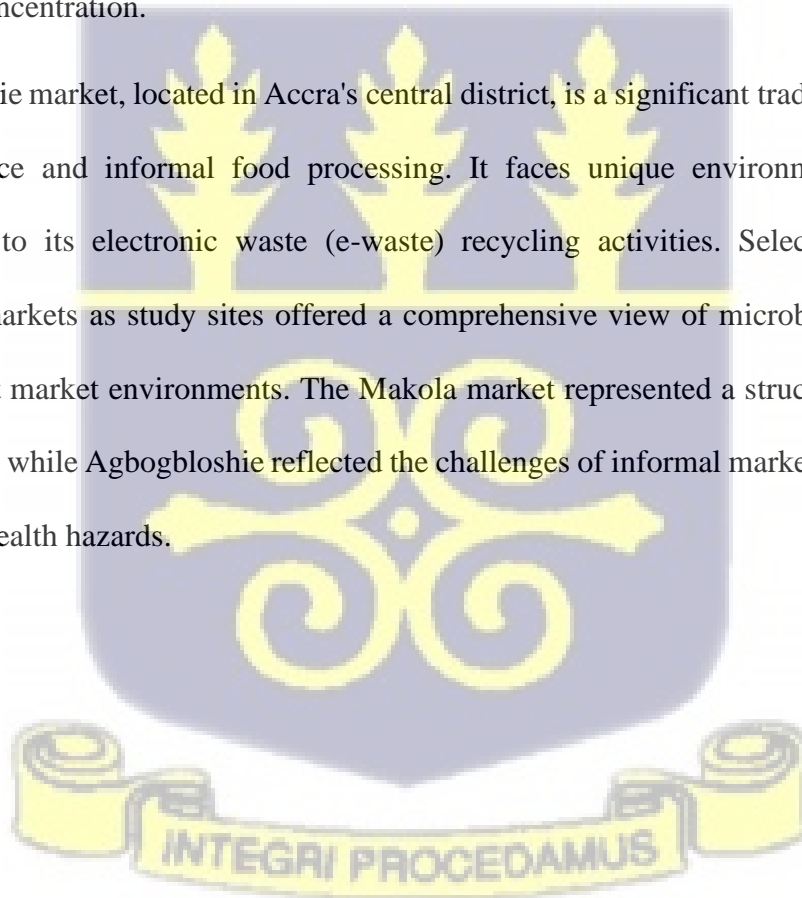 ncentration.
ie market, located in Accra's central district, is a significant trad
ce and informal food processing. It faces unique environm
to its electronic waste (e-waste) recycling activities. Selec
arkets as study sites offered a comprehensive view of microb
t market environments. The Makola market represented a struc
while Agbogbloshie reflected the challenges of informal marke
ealth hazards.
INTEGRI PROCEDAMUS